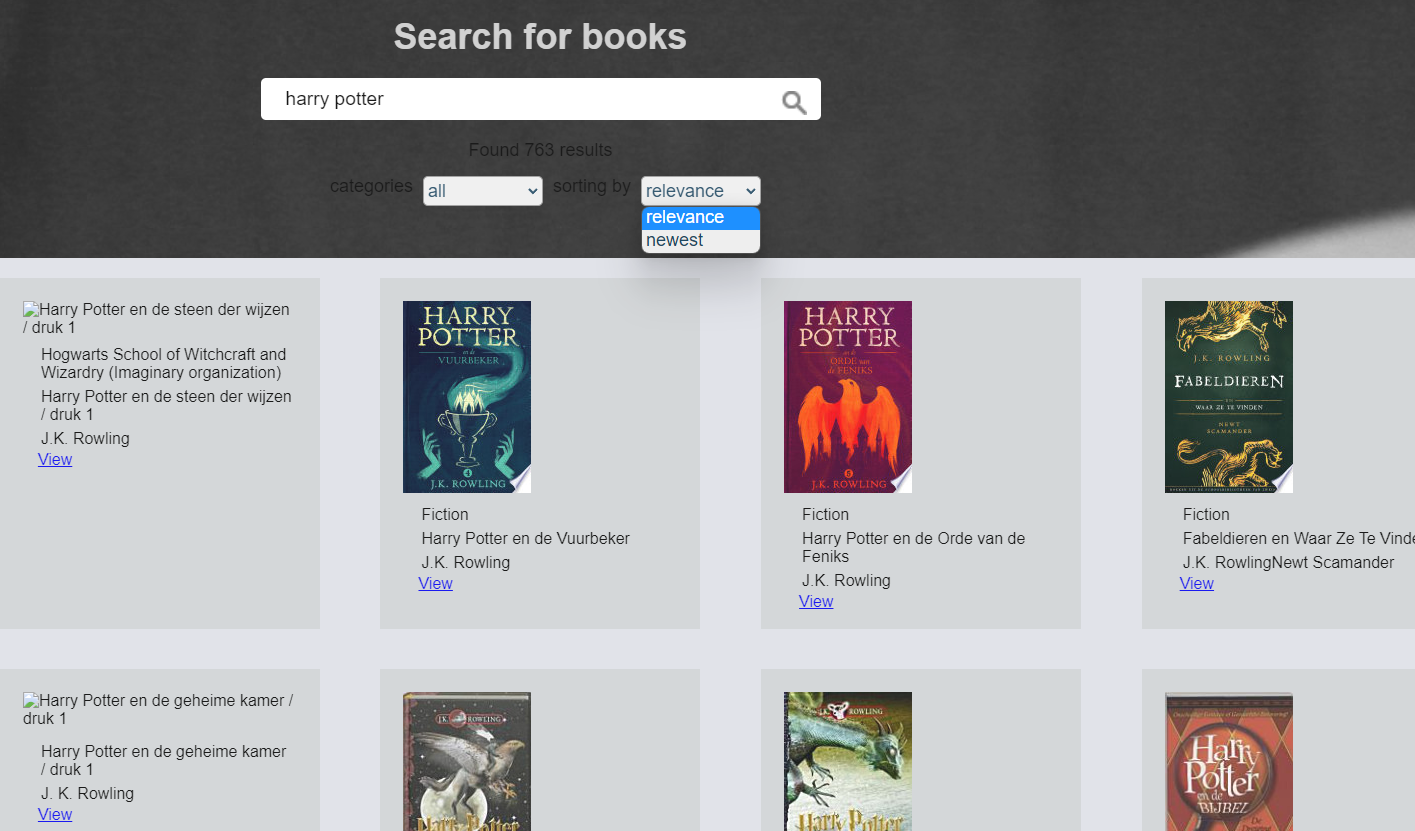 Search for books
harry potter
Found 763 results
categories all sorting by relevance
relevance
newest
Harry Potter en de steen der wijzen
/ druk 1
Hogwarts School of Witchcraft and
Wizardry (Imaginary organization)
Harry Potter en de steen der wijzen
/ druk 1
J.K. Rowling
View
HARRY
POTTER
en de
VUURBEKER
4
J.K. ROWLING
Fiction
Harry Potter en de Vuurbeker
J.K. Rowling
View
HARRY
POTTER
en de
ORDE van
de FENIKS
5
J.K. ROWLING
Fiction
Harry Potter en de Orde van de
Feniks
J.K. Rowling
View
J.K. ROWLING
FABELDIEREN
EN
WAAR ZE TE VINDEN
NEWT
SCAMANDER
Fiction
Fabeldieren en Waar Ze Te Vinde
J.K. RowlingNewt Scamander
View
Harry Potter en de geheime kamer /
druk 1
Harry Potter en de geheime kamer
/ druk 1
J. K. Rowling
View
J.K. ROWLING
Harry Potter
J.K. ROWLING
Harry Potter
Harry
Potter
en de
BIJBEL
De